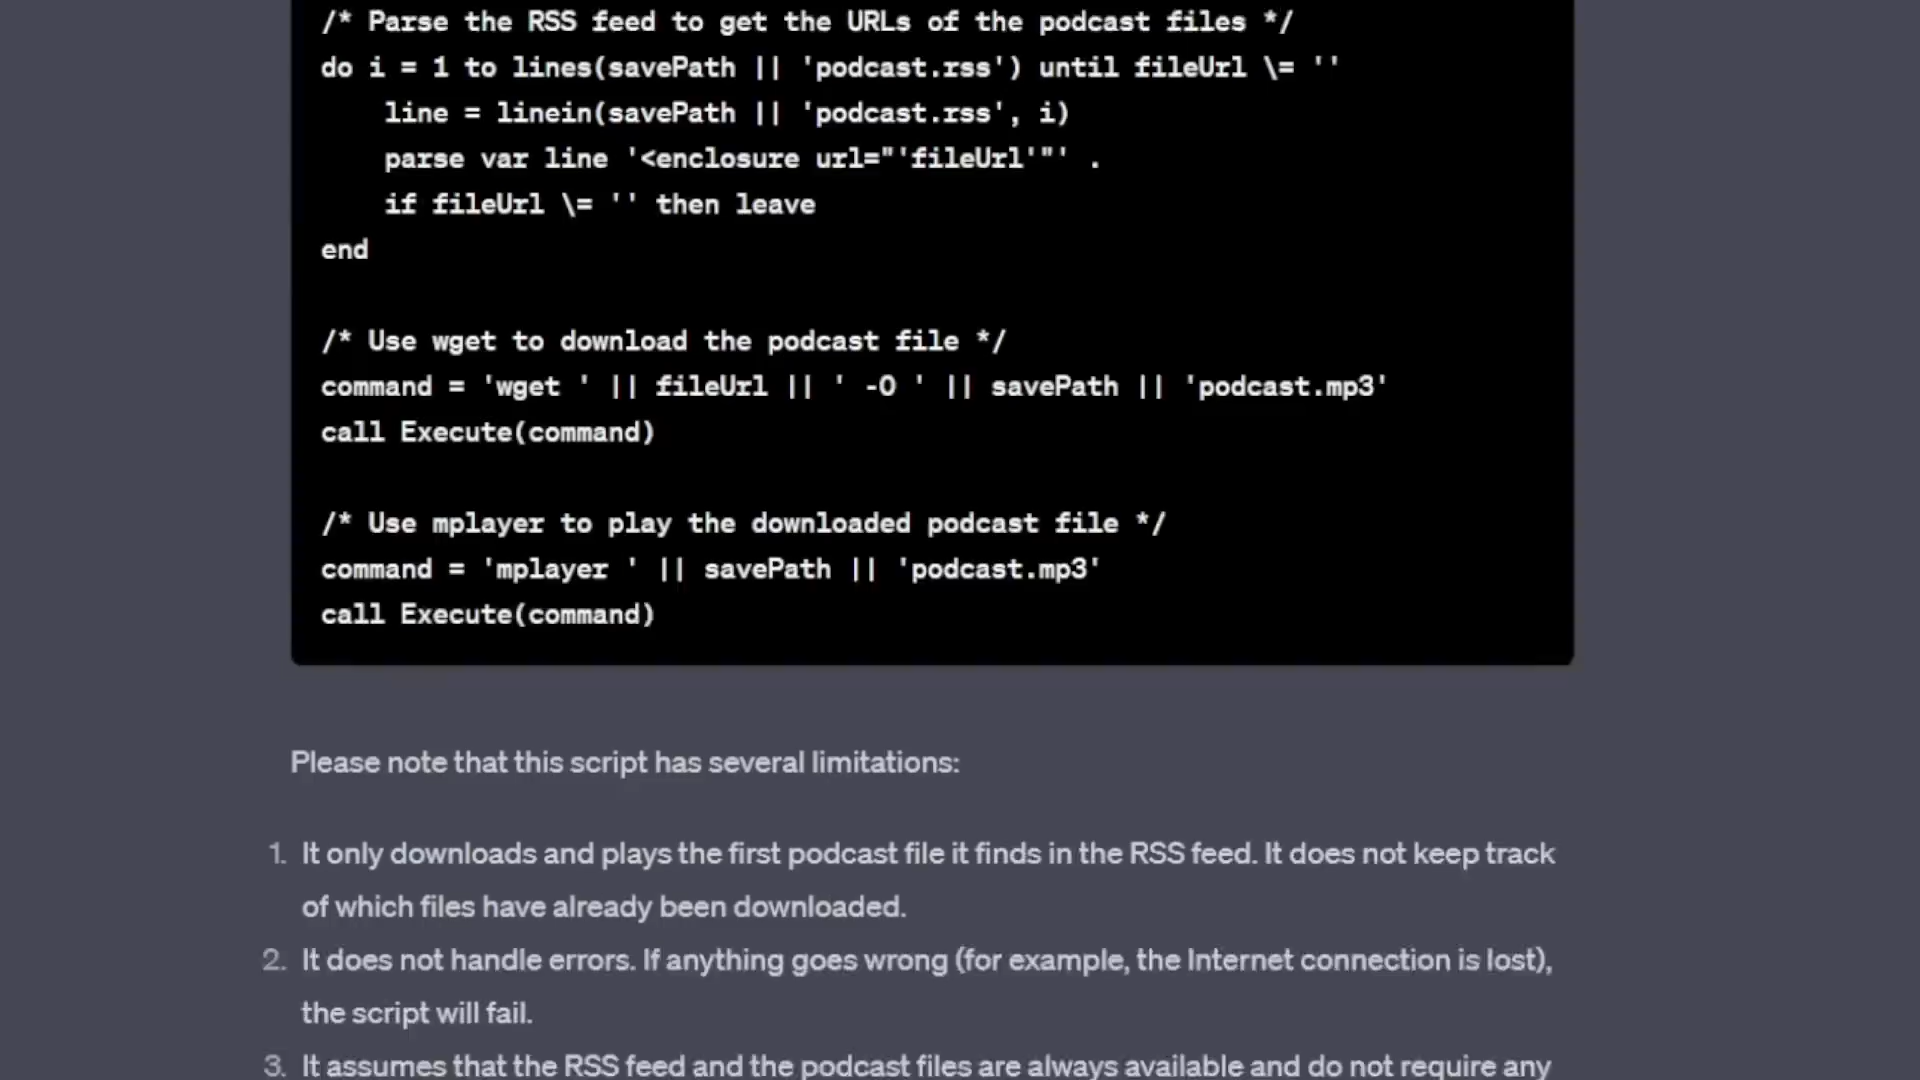 /* Parse the RSS feed to get the URLs of the podcast files */
do i = 1 to lines(savePath || 'podcast.rss') until fileUrl \= ''
    line = linein(savePath || 'podcast.rss', i)
    parse var line '<enclosure url="'fileUrl'"' .
    if fileUrl \= '' then leave
end
/* Use wget to download the podcast file */
command = 'wget ' || fileUrl || ' -O ' || savePath || 'podcast.mp3'
call Execute(command)
/* Use mplayer to play the downloaded podcast file */
command = 'mplayer ' || savePath || 'podcast.mp3'
call Execute(command)
Please note that this script has several limitations:
1. It only downloads and plays the first podcast file it finds in the RSS feed. It does not keep track
of which files have already been downloaded.
2. It does not handle errors. If anything goes wrong (for example, the Internet connection is lost),
the script will fail.
3. It assumes that the RSS feed and the podcast files are always available and do not require any